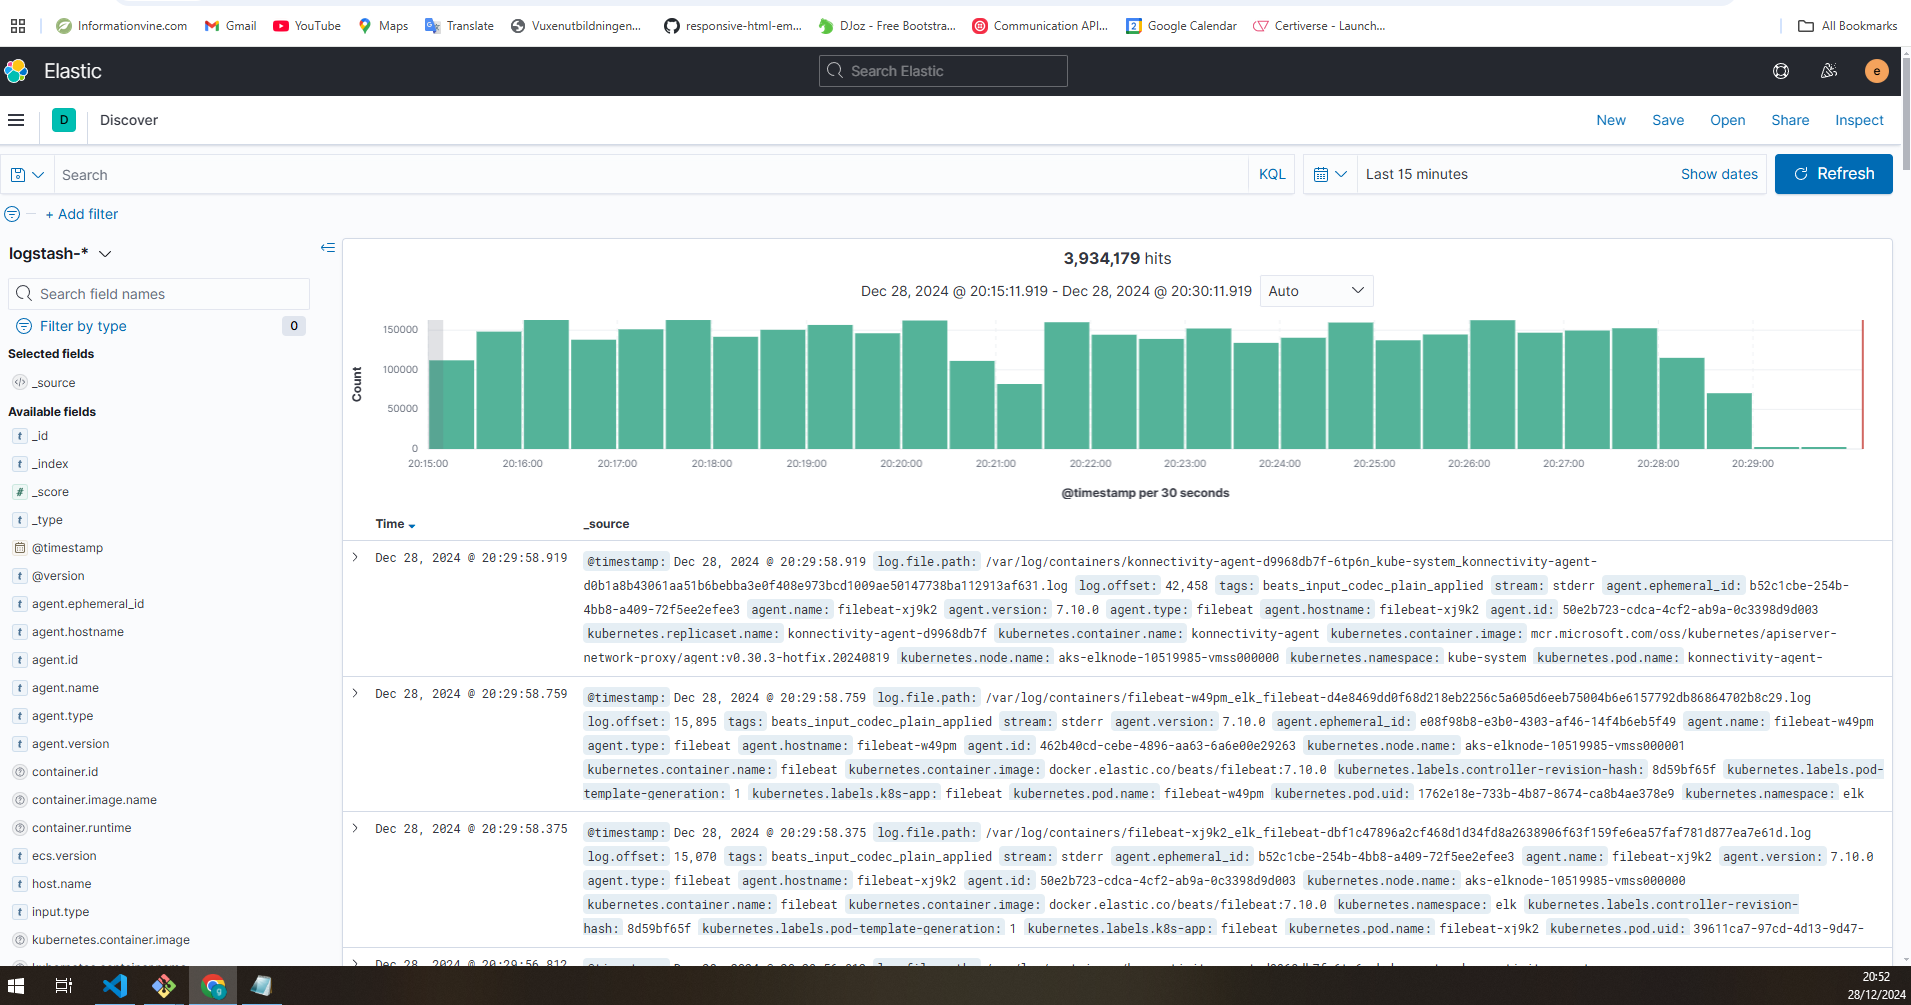 Informationvine.com Gmail YouTube Maps Translate Vuxenutbildningen... responsive-html-em... DJoz - Free Bootstra... Communication API... Google Calendar Certiverse - Launch... All Bookmarks
Elastic Search Elastic e
D Discover New Save Open Share Inspect
Search KQL Last 15 minutes Show dates Refresh
+ Add filter
logstash-*
Search field names
Filter by type 0
Selected fields
_source
Available fields
t _id
t _index
# _score
t _type
@timestamp
t @version
t agent.ephemeral_id
t agent.hostname
t agent.id
t agent.name
t agent.type
t agent.version
container.id
container.image.name
container.runtime
t ecs.version
t host.name
t input.type
kubernetes.container.image
3,934,179 hits
Dec 28, 2024 @ 20:15:11.919 - Dec 28, 2024 @ 20:30:11.919 Auto
Count
150000
100000
50000
0
20:15:00 20:16:00 20:17:00 20:18:00 20:19:00 20:20:00 20:21:00 20:22:00 20:23:00 20:24:00 20:25:00 20:26:00 20:27:00 20:28:00 20:29:00
@timestamp per 30 seconds
Time _source
Dec 28, 2024 @ 20:29:58.919 @timestamp: Dec 28, 2024 @ 20:29:58.919 log.file.path: /var/log/containers/konnectivity-agent-d9968db7f-6tp6n_kube-system_konnectivity-agent-
d0b1a8b43061aa51b6bebba3e0f408e973bcd1009ae50147738ba112913af631.log log.offset: 42,458 tags: beats_input_codec_plain_applied stream: stderr agent.ephemeral_id: b52c1cbe-254b-
4bb8-a409-72f5ee2efee3 agent.name: filebeat-xj9k2 agent.version: 7.10.0 agent.type: filebeat agent.hostname: filebeat-xj9k2 agent.id: 50e2b723-cdca-4cf2-ab9a-0c3398d9d003
kubernetes.replicaset.name: konnectivity-agent-d9968db7f kubernetes.container.name: konnectivity-agent kubernetes.container.image: mcr.microsoft.com/oss/kubernetes/apiserver-
network-proxy/agent:v0.30.3-hotfix.20240819 kubernetes.node.name: aks-elknode-10519985-vmss000000 kubernetes.namespace: kube-system kubernetes.pod.name: konnectivity-agent-
Dec 28, 2024 @ 20:29:58.759 @timestamp: Dec 28, 2024 @ 20:29:58.759 log.file.path: /var/log/containers/filebeat-w49pm_elk_filebeat-d4e8469dd0f68d218eb2256c5a605d6eeb75004b6e6157792db86864702b8c29.log
log.offset: 15,895 tags: beats_input_codec_plain_applied stream: stderr agent.version: 7.10.0 agent.ephemeral_id: e08f98b8-e3b0-4303-af46-14f4b6eb5f49 agent.name: filebeat-w49pm
agent.type: filebeat agent.hostname: filebeat-w49pm agent.id: 462b40cd-cebe-4896-aa63-6a6e00e29263 kubernetes.node.name: aks-elknode-10519985-vmss000001
kubernetes.container.name: filebeat kubernetes.container.image: docker.elastic.co/beats/filebeat:7.10.0 kubernetes.labels.controller-revision-hash: 8d59bf65f kubernetes.labels.pod-
template-generation: 1 kubernetes.labels.k8s-app: filebeat kubernetes.pod.name: filebeat-w49pm kubernetes.pod.uid: 1762e18e-733b-4b87-8674-ca8b4ae378e9 kubernetes.namespace: elk
Dec 28, 2024 @ 20:29:58.375 @timestamp: Dec 28, 2024 @ 20:29:58.375 log.file.path: /var/log/containers/filebeat-xj9k2_elk_filebeat-dbf1c47896a2cf468d1d34fd8a2638906f63f159fe6ea57faf781d877ea7e61d.log
log.offset: 15,070 tags: beats_input_codec_plain_applied stream: stderr agent.ephemeral_id: b52c1cbe-254b-4bb8-a409-72f5ee2efee3 agent.name: filebeat-xj9k2 agent.version: 7.10.0
agent.type: filebeat agent.hostname: filebeat-xj9k2 agent.id: 50e2b723-cdca-4cf2-ab9a-0c3398d9d003 kubernetes.node.name: aks-elknode-10519985-vmss000000
kubernetes.container.name: filebeat kubernetes.container.image: docker.elastic.co/beats/filebeat:7.10.0 kubernetes.namespace: elk kubernetes.labels.controller-revision-
hash: 8d59bf65f kubernetes.labels.pod-template-generation: 1 kubernetes.labels.k8s-app: filebeat kubernetes.pod.name: filebeat-xj9k2 kubernetes.pod.uid: 39611ca7-97cd-4d13-9d47-
Dec 28, 2024 @ 20:29:56.812
20:52
28/12/2024